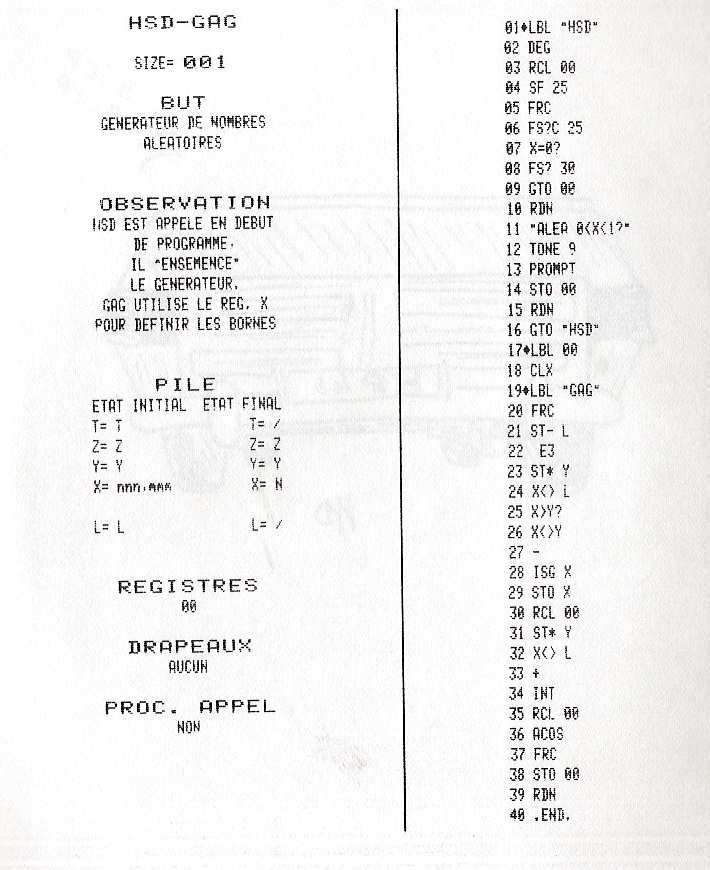 HSD-GAG
SIZE= 001
BUT
GENERATEUR DE NOMBRES
ALEATOIRES
OBSERVATION
HSD EST APPELE EN DEBUT
DE PROGRAMME.
IL "ENSEMENCE"
LE GENERATEUR.
GAG UTILISE LE REG. X
POUR DEFINIR LES BORNES
PILE
ETAT INITIAL ETAT FINAL
T= T T= /
Z= Z Z= Z
Y= Y Y= Y
X= nnn.mmm X= N
L= L L= /
REGISTRES
00
DRAPEAUX
AUCUN
PROC. APPEL
NON
01♦LBL "HSD"
02 DEG
03 RCL 00
04 SF 25
05 FRC
06 FS?C 25
07 X=0?
08 FS? 30
09 GTO 00
10 RDN
11 "ALEA 0<X<1?"
12 TONE 9
13 PROMPT
14 STO 00
15 RDN
16 GTO "HSD"
17♦LBL 00
18 CLX
19♦LBL "GAG"
20 FRC
21 ST- L
22 E3
23 ST* Y
24 X<> L
25 X>Y?
26 X<>Y
27 -
28 ISG X
29 STO X
30 RCL 00
31 ST* Y
32 X<> L
33 +
34 INT
35 RCL 00
36 ACOS
37 FRC
38 STO 00
39 RDN
40 .END.